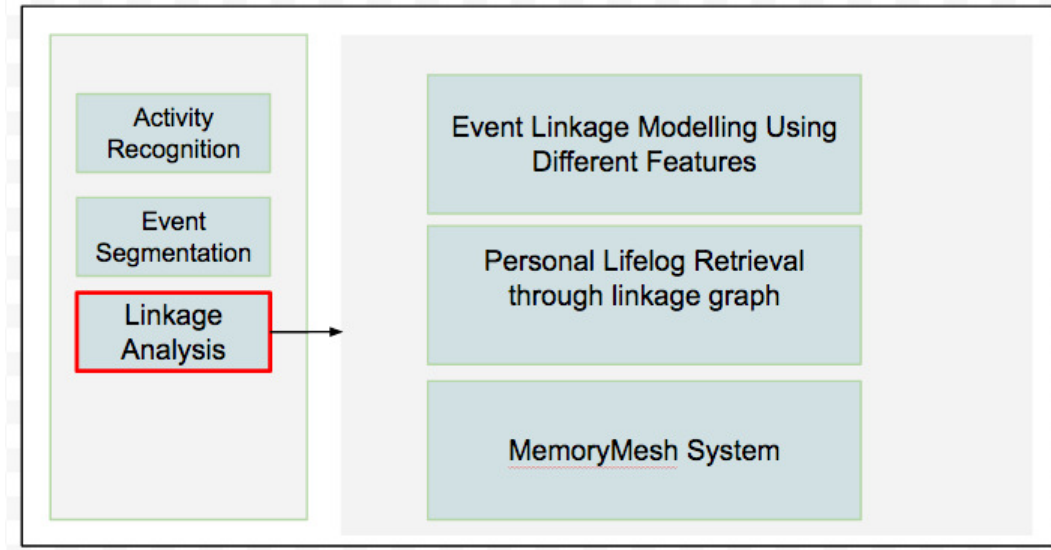 Activity
Recognition
Event
Segmentation
Linkage
Analysis
Event Linkage Modelling Using
Different Features
Personal Lifelog Retrieval
through linkage graph
MemoryMesh System